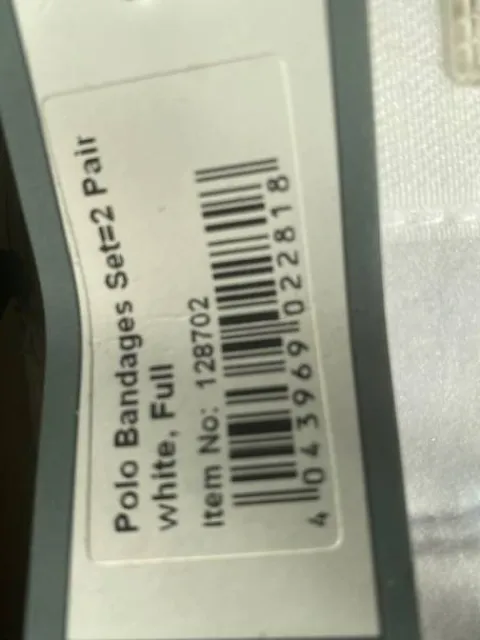 Polo Bandages Set=2 Pair
white, Full
Item No: 128702
4 043969 022818